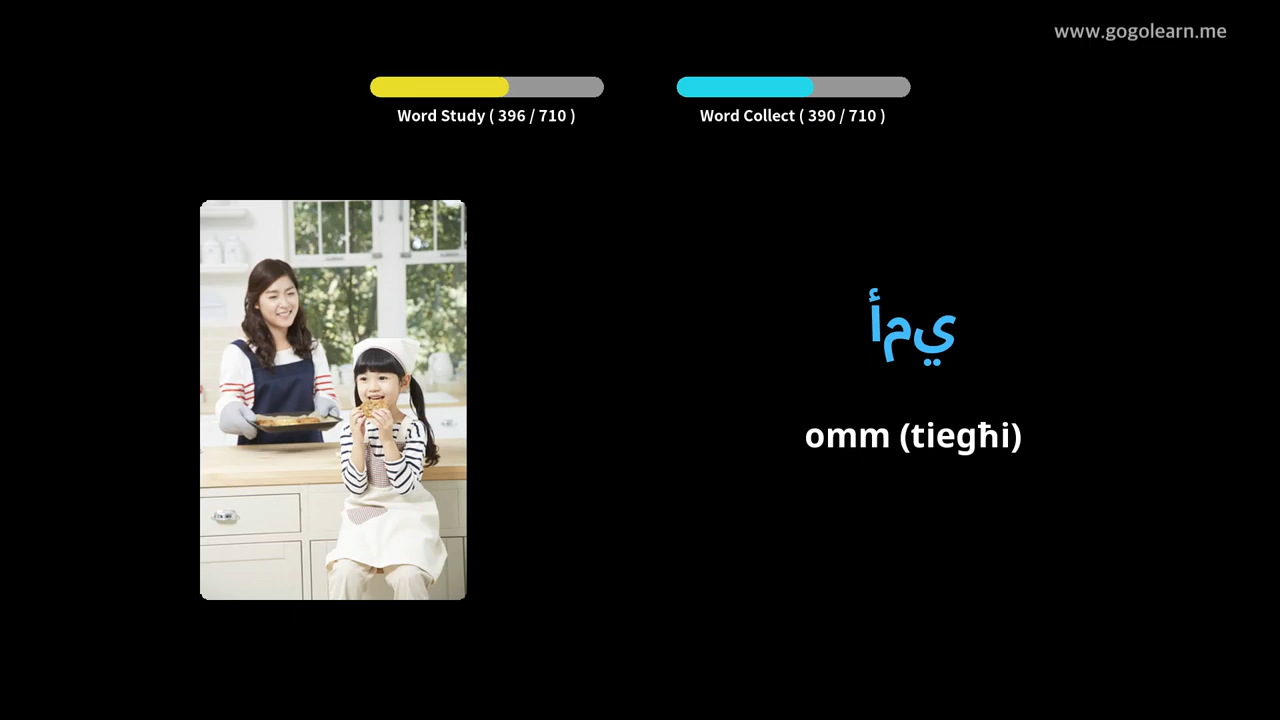 www.gogolearn.me
Word Study ( 396 / 710 )
Word Collect ( 390 / 710 )
أمي
omm (tiegħi)